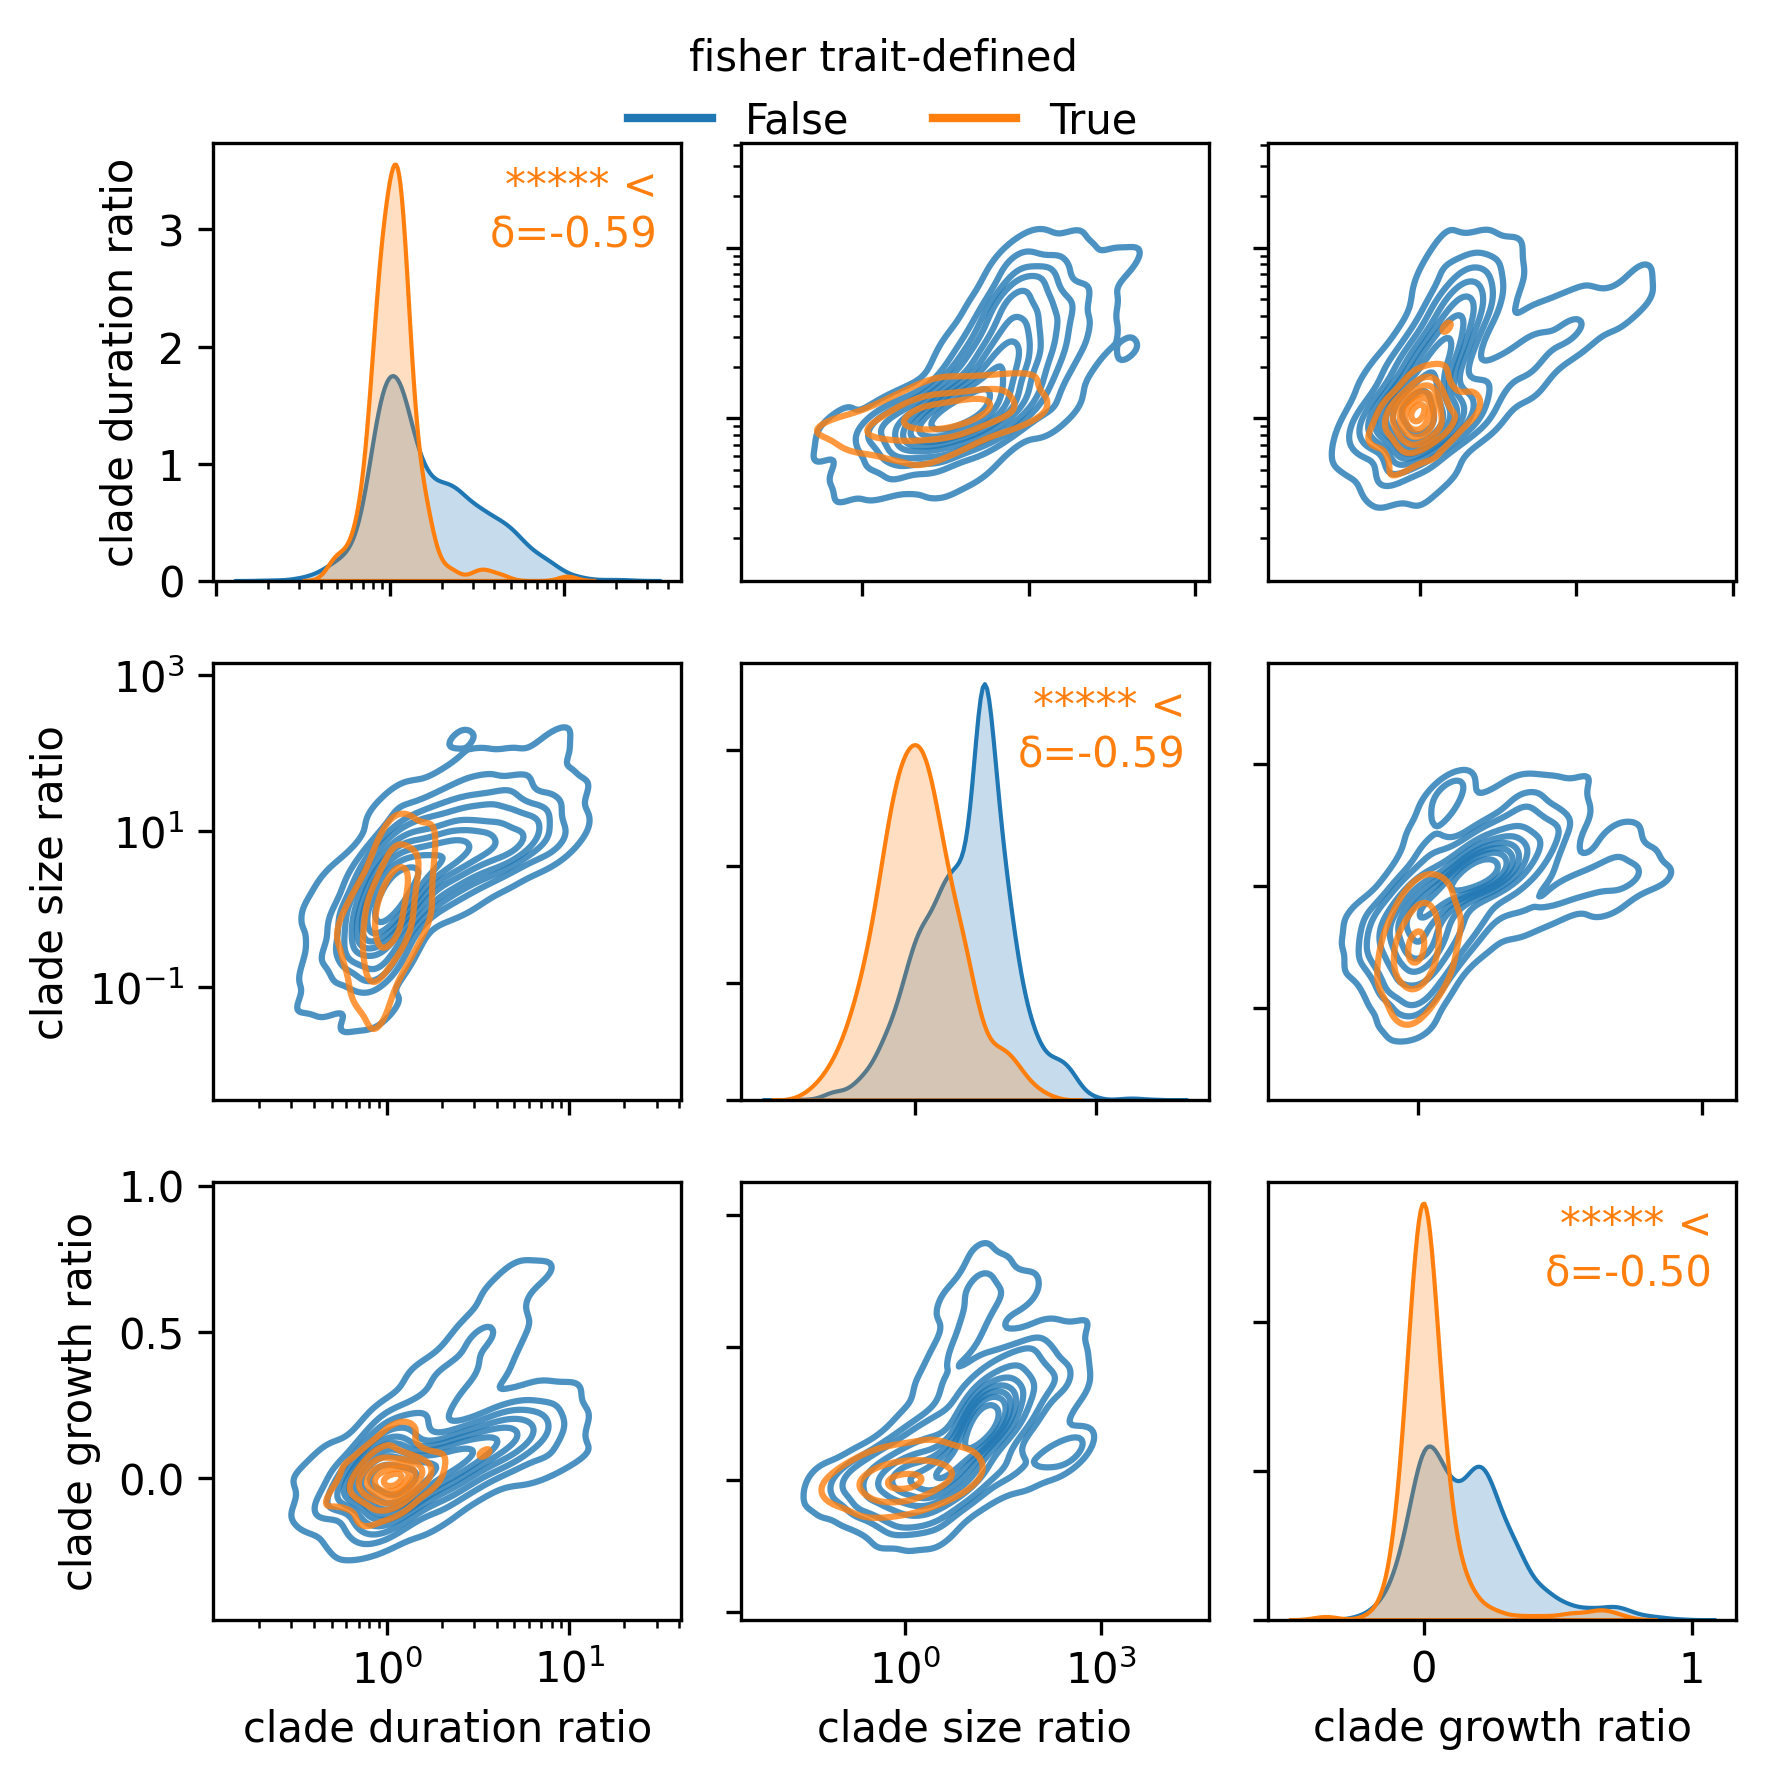 fisher trait-defined
False True
clade duration ratio
3
2
1
0
***** <
δ=-0.59
clade size ratio
10³
10¹
10⁻¹
***** <
δ=-0.59
clade growth ratio
1.0
0.5
0.0
***** <
δ=-0.50
10⁰ 10¹
clade duration ratio
10⁰ 10³
clade size ratio
0 1
clade growth ratio